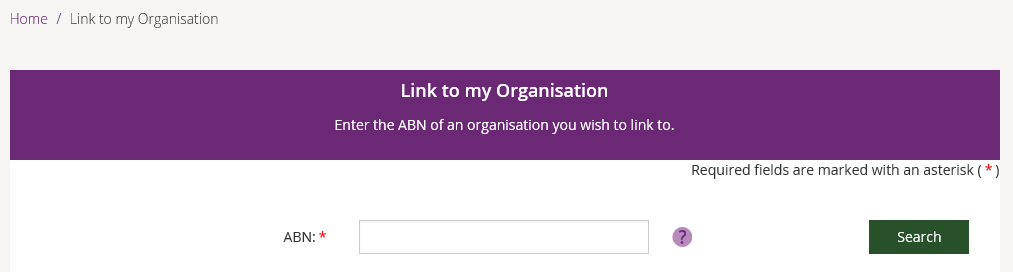 Home / Link to my Organisation
Link to my Organisation
Enter the ABN of an organisation you wish to link to.
Required fields are marked with an asterisk ( * )
ABN: * ? Search